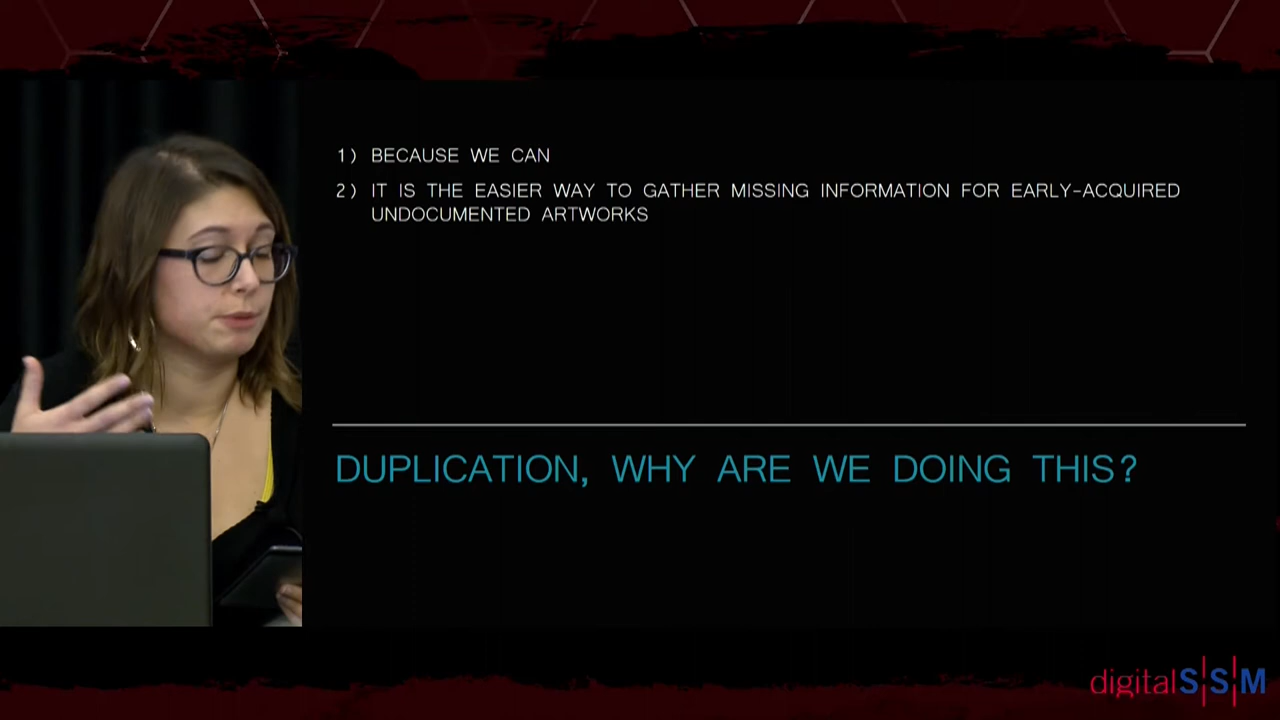 1) BECAUSE WE CAN
2) IT IS THE EASIER WAY TO GATHER MISSING INFORMATION FOR EARLY-ACQUIRED
UNDOCUMENTED ARTWORKS
DUPLICATION, WHY ARE WE DOING THIS?
digitalS|S|M